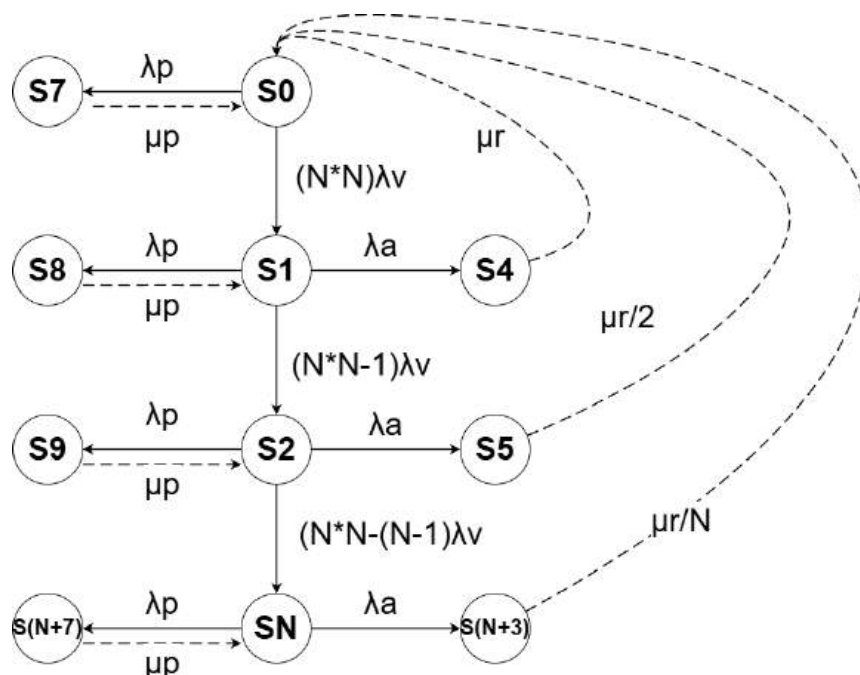 λp
S7
S0
μp
μr
(N*N)λv
λp
λa
S8
S1
S4
μp
μr/2
(N*N-1)λv
λp
λa
S9
S2
S5
μp
μr/N
(N*N-(N-1)λv
λp
λa
S(N+7)
SN
S(N+3)
μp